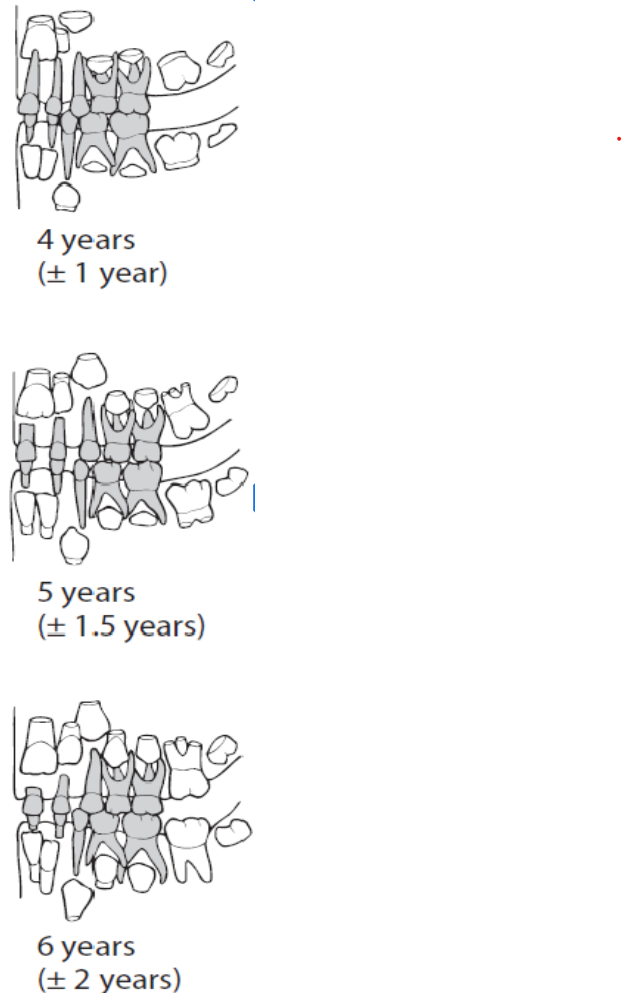 4 years
(± 1 year)
5 years
(± 1.5 years)
6 years
(± 2 years)